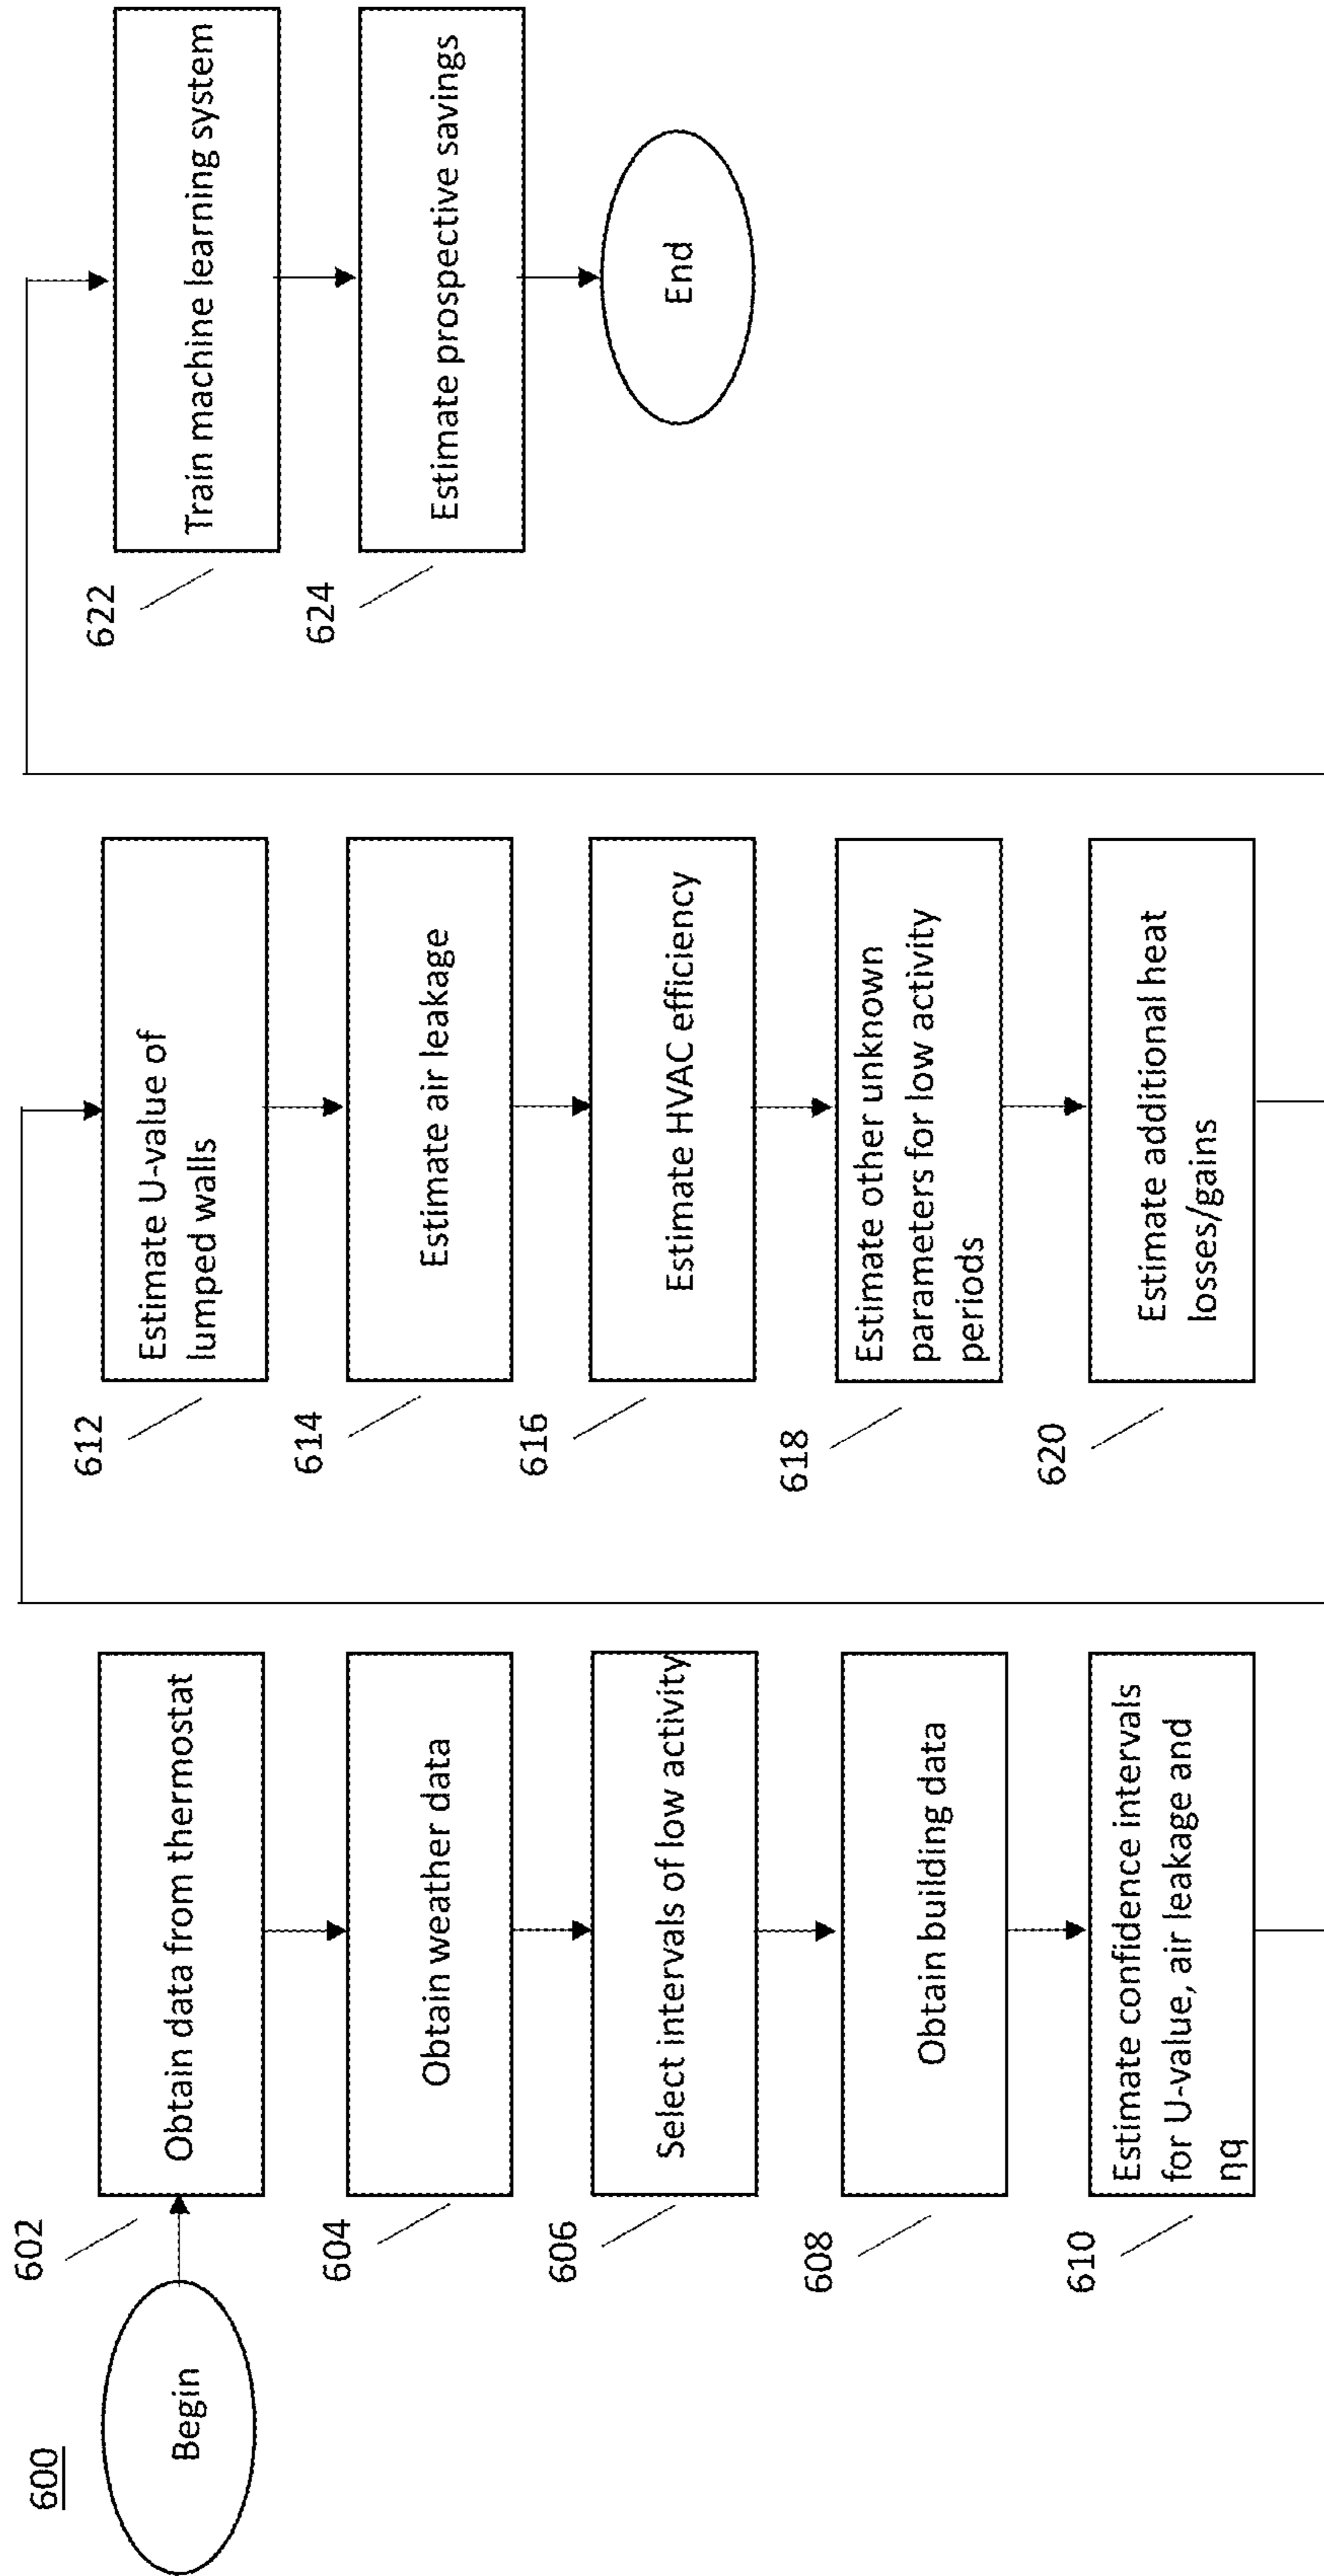 600
Begin
602
Obtain data from thermostat
604
Obtain weather data
606
Select intervals of low activity
608
Obtain building data
610
Estimate confidence intervals
for U-value, air leakage and
ηq
612
Estimate U-value of
lumped walls
614
Estimate air leakage
616
Estimate HVAC efficiency
618
Estimate other unknown
parameters for low activity
periods
620
Estimate additional heat
losses/gains
622
Train machine learning system
624
Estimate prospective savings
End